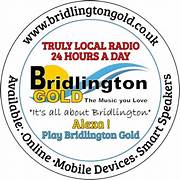 www.bridlingtongold.co.uk
TRULY LOCAL RADIO
24 HOURS A DAY
Bridlington
GOLD The Music you Love
"It's all about Bridlington"
Alexa !
Play Bridlington Gold
Available: •Online •Mobile Devices• Smart Speakers